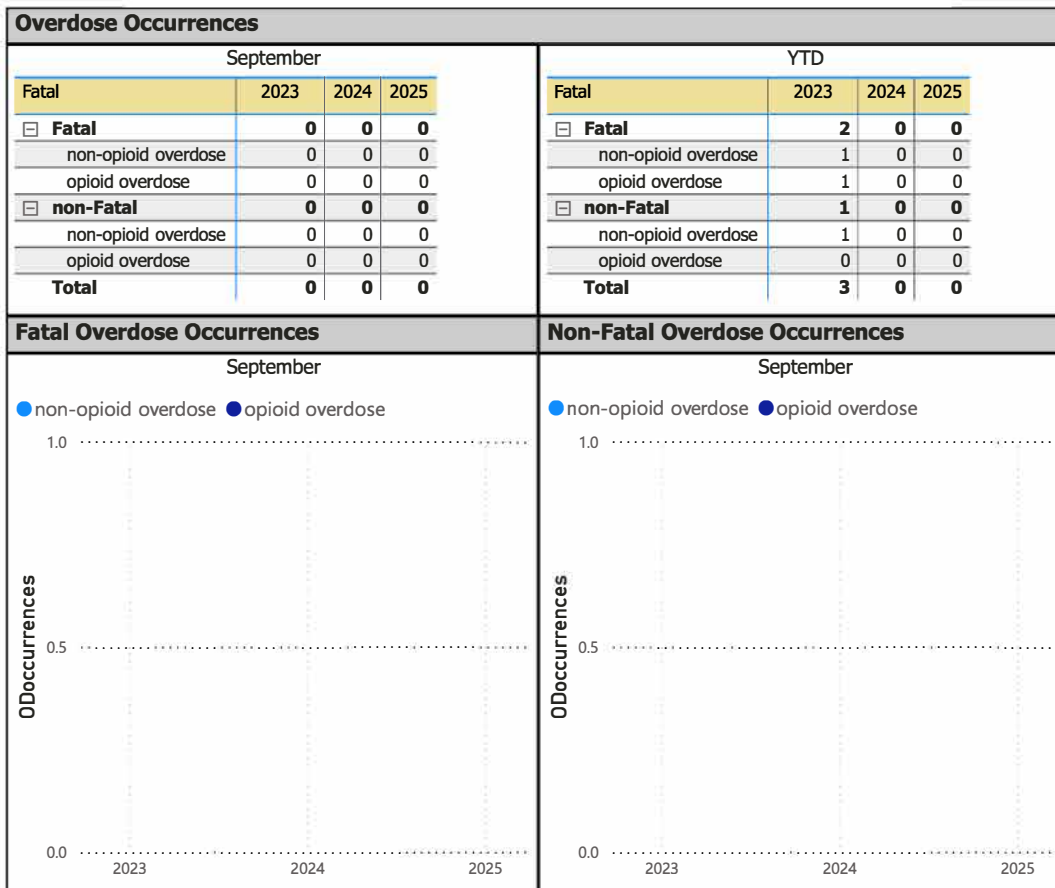 Overdose Occurrences
September
Fatal 2023 2024 2025
Fatal 0 0 0
non-opioid overdose 0 0 0
opioid overdose 0 0 0
non-Fatal 0 0 0
non-opioid overdose 0 0 0
opioid overdose 0 0 0
Total 0 0 0
YTD
Fatal 2023 2024 2025
Fatal 2 0 0
non-opioid overdose 1 0 0
opioid overdose 1 0 0
non-Fatal 1 0 0
non-opioid overdose 1 0 0
opioid overdose 0 0 0
Total 3 0 0
Fatal Overdose Occurrences
September
non-opioid overdose opioid overdose
1.0
0.5
0.0
ODoccurrences
2023 2024 2025
Non-Fatal Overdose Occurrences
September
non-opioid overdose opioid overdose
1.0
0.5
0.0
ODoccurrences
2023 2024 2025